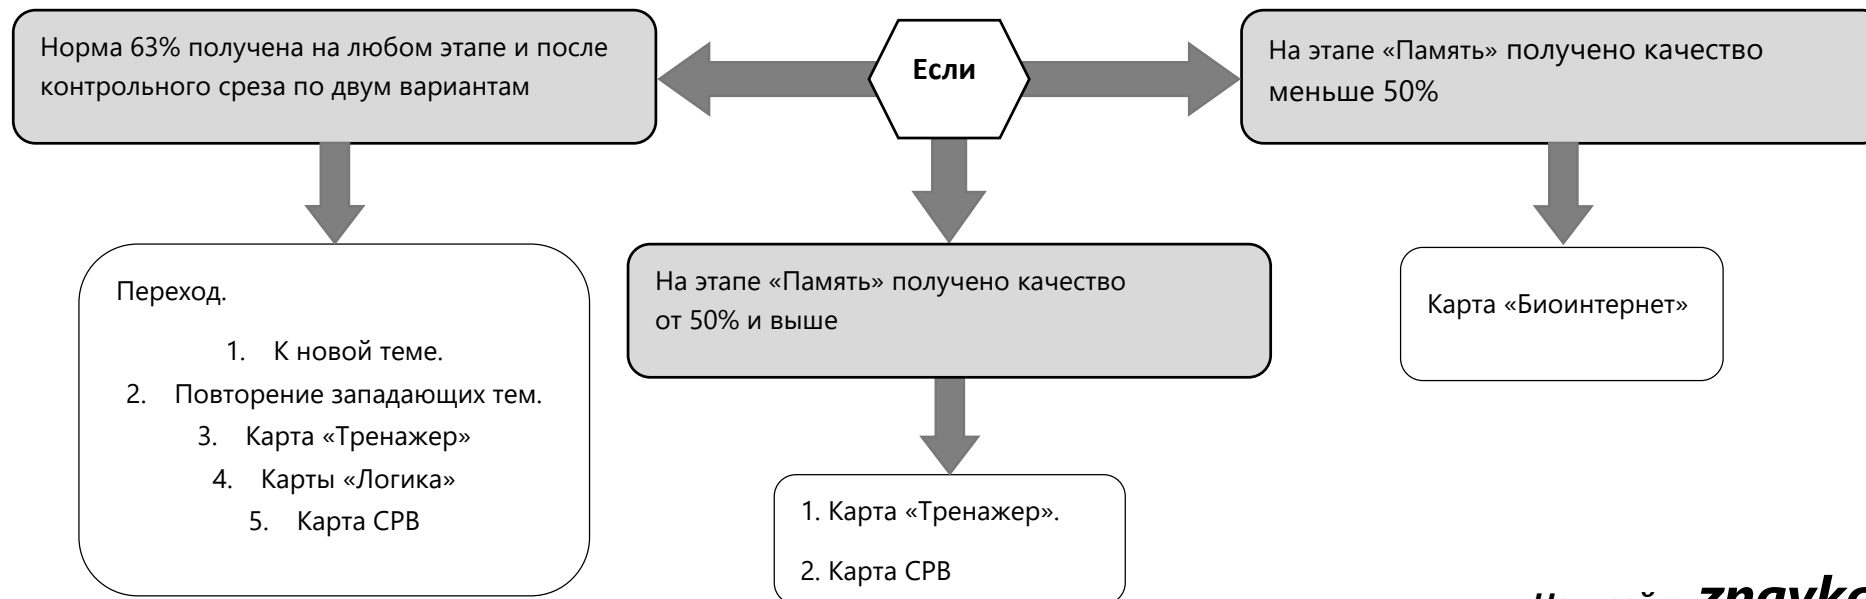 Норма 63% получена на любом этапе и после
контрольного среза по двум вариантам
Если
На этапе «Память» получено качество
меньше 50%
Переход.
1. К новой теме.
2. Повторение западающих тем.
3. Карта «Тренажер»
4. Карты «Логика»
5. Карта СРВ
На этапе «Память» получено качество
от 50% и выше
1. Карта «Тренажер».
2. Карта СРВ
Карта «Биоинтернет»